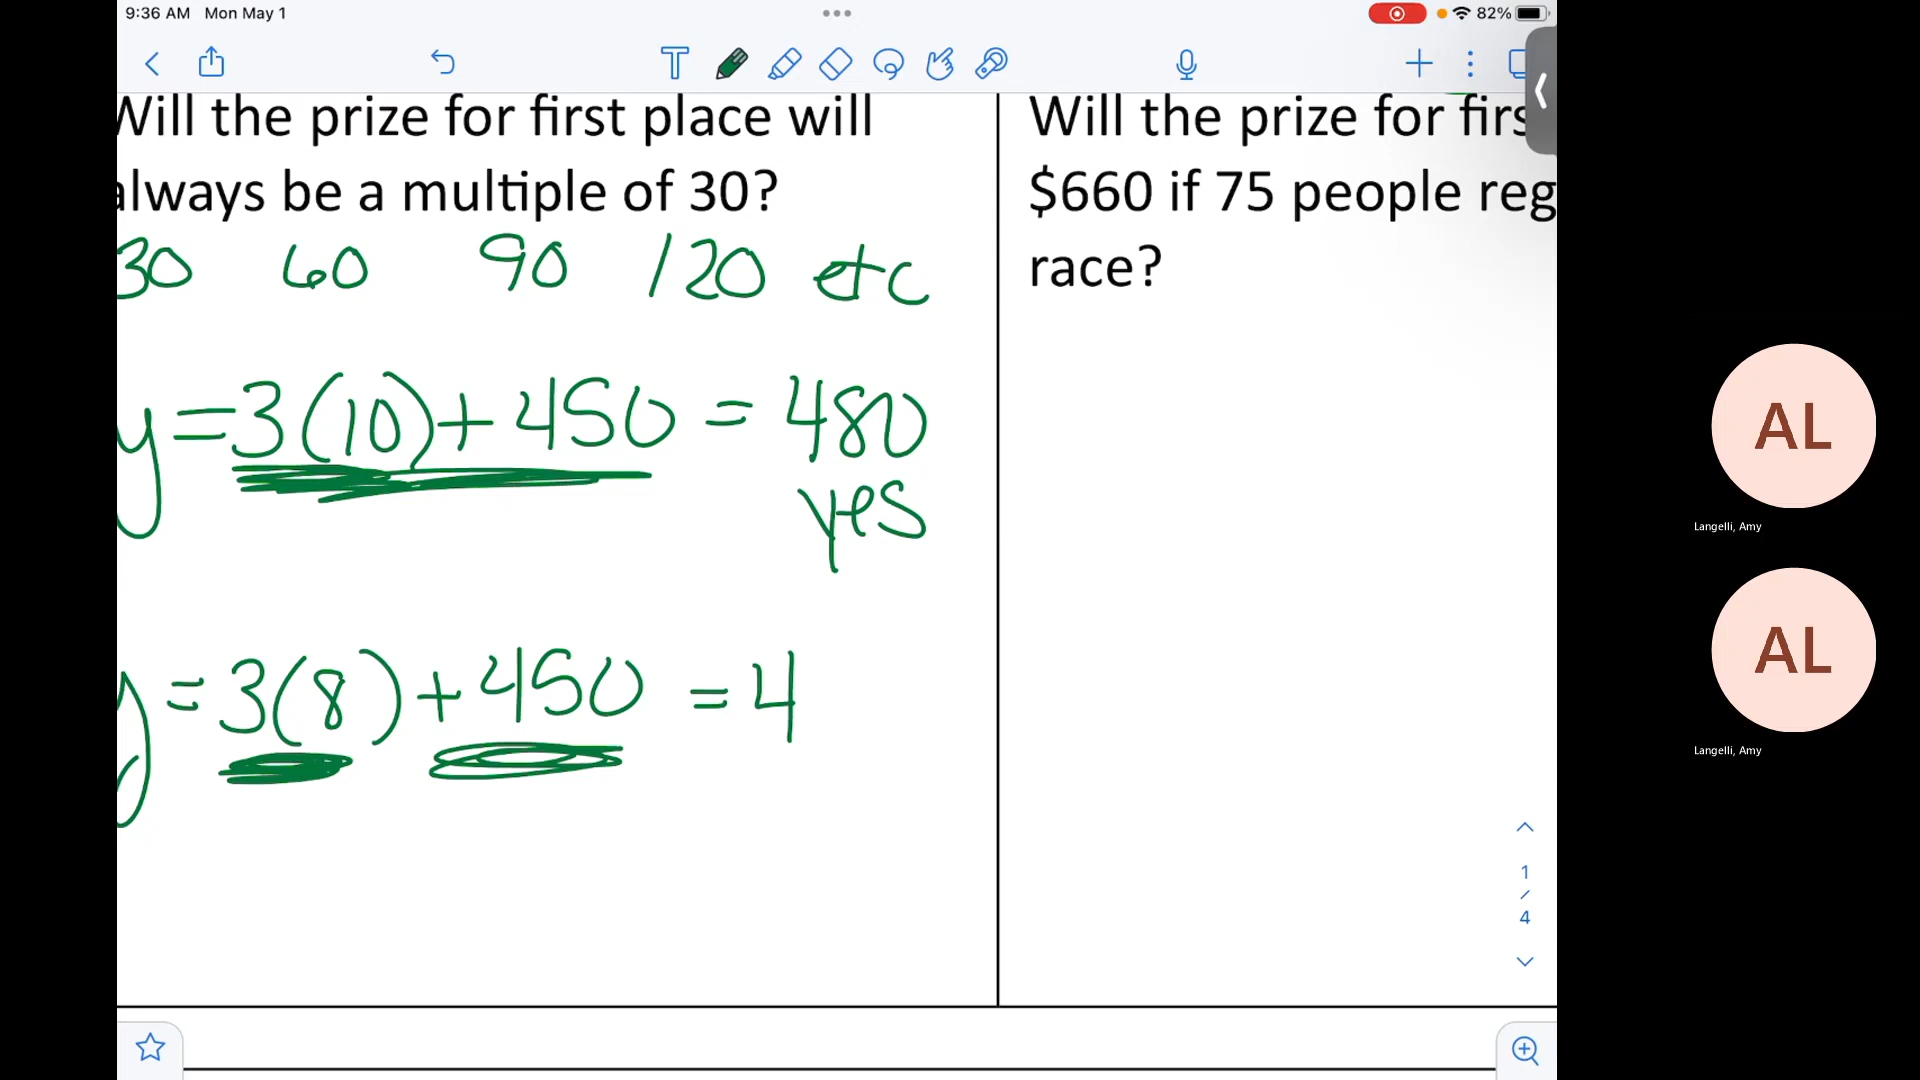 9:36 AM Mon May 1
82%
Will the prize for first place will
always be a multiple of 30?
30 60 90 120 etc
y = 3(10) + 450 = 480
yes
y = 3(8) + 450 = 4
Will the prize for firs
$660 if 75 people reg
race?
AL
Langelli, Amy
AL
Langelli, Amy
1
/
4